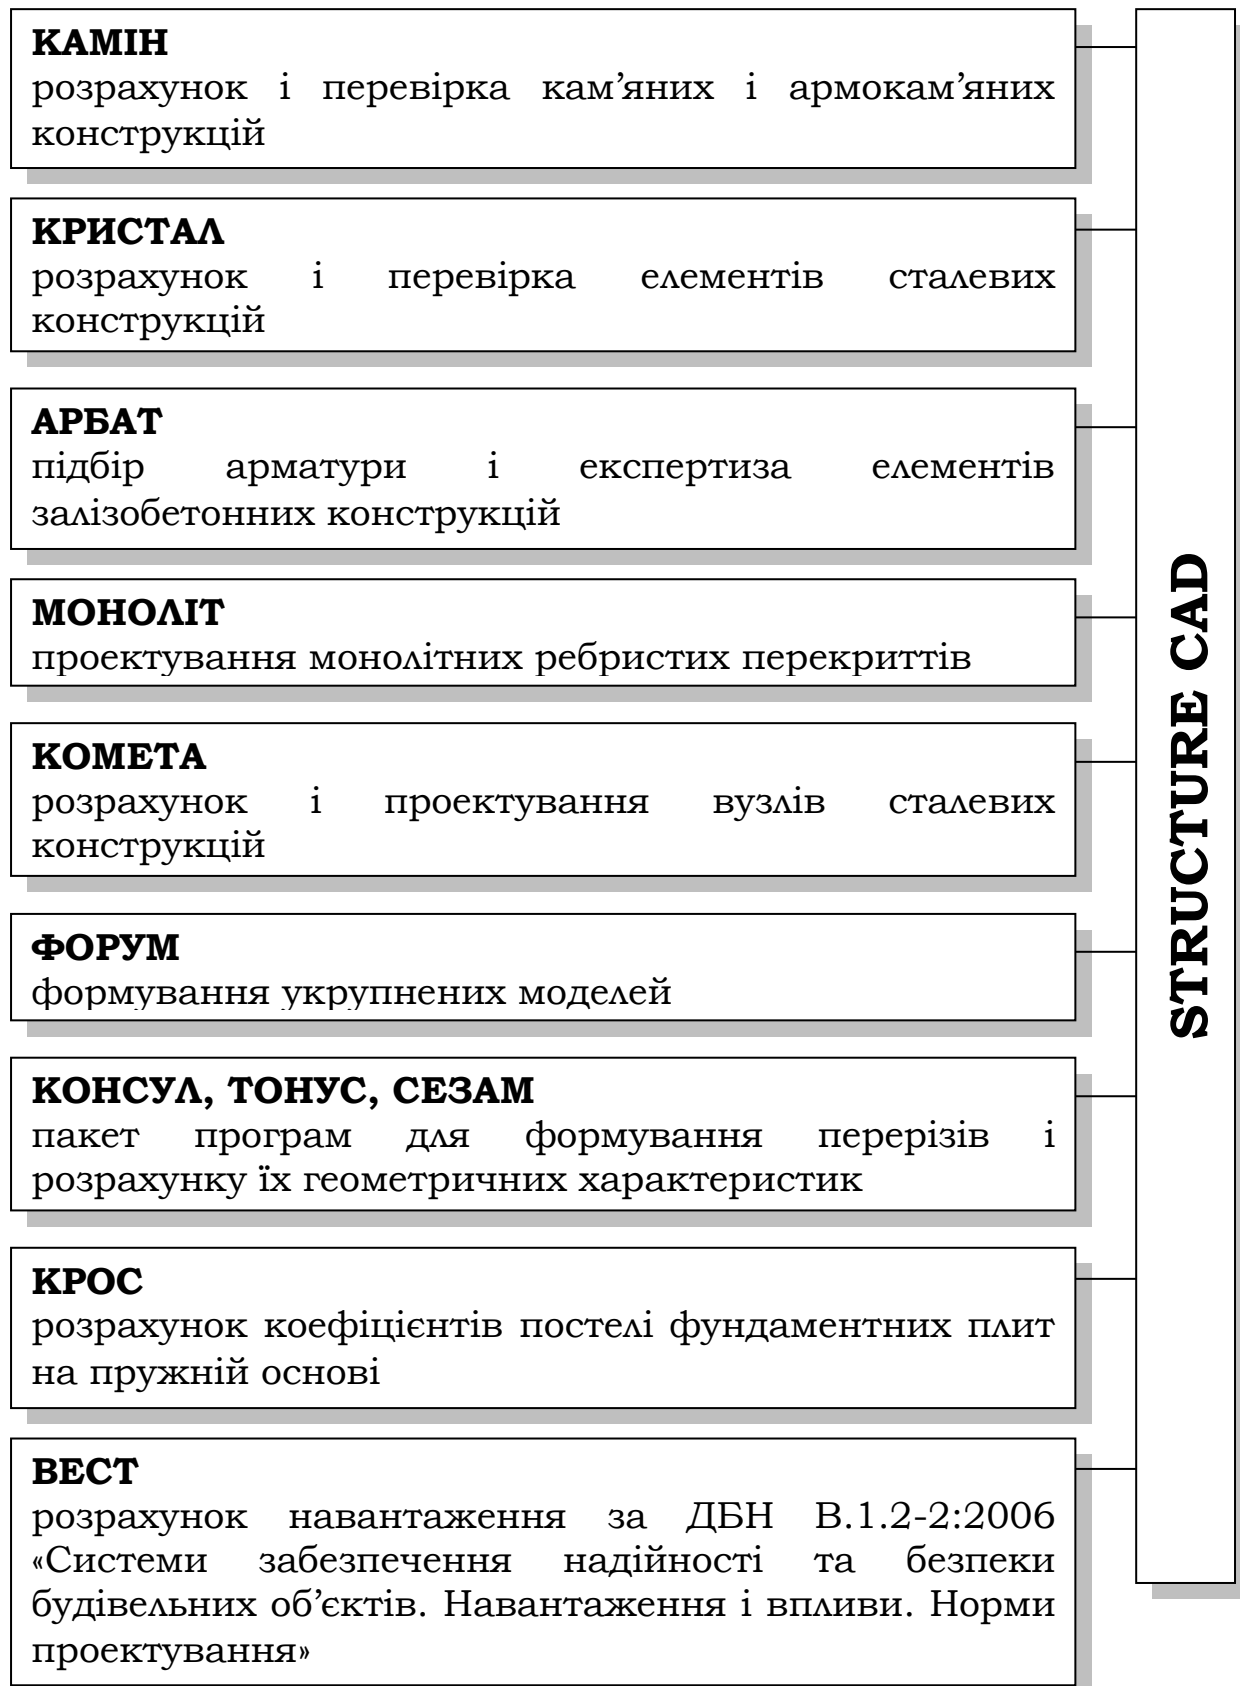 КАМІН
розрахунок і перевірка кам’яних і армокам’яних
конструкцій
КРИСТАЛ
розрахунок і перевірка елементів сталевих
конструкцій
АРБАТ
підбір арматури і експертиза елементів
залізобетонних конструкцій
МОНОЛІТ
проектування монолітних ребристих перекриттів
КОМЕТА
розрахунок і проектування вузлів сталевих
конструкцій
ФОРУМ
формування укрупнених моделей
КОНСУЛ, ТОНУС, СЕЗАМ
пакет програм для формування перерізів і
розрахунку їх геометричних характеристик
КРОС
розрахунок коефіцієнтів постелі фундаментних плит
на пружній основі
ВЕСТ
розрахунок навантаження за ДБН В.1.2-2:2006
«Системи забезпечення надійності та безпеки
будівельних об’єктів. Навантаження і впливи. Норми
проектування»
STRUCTURE CAD